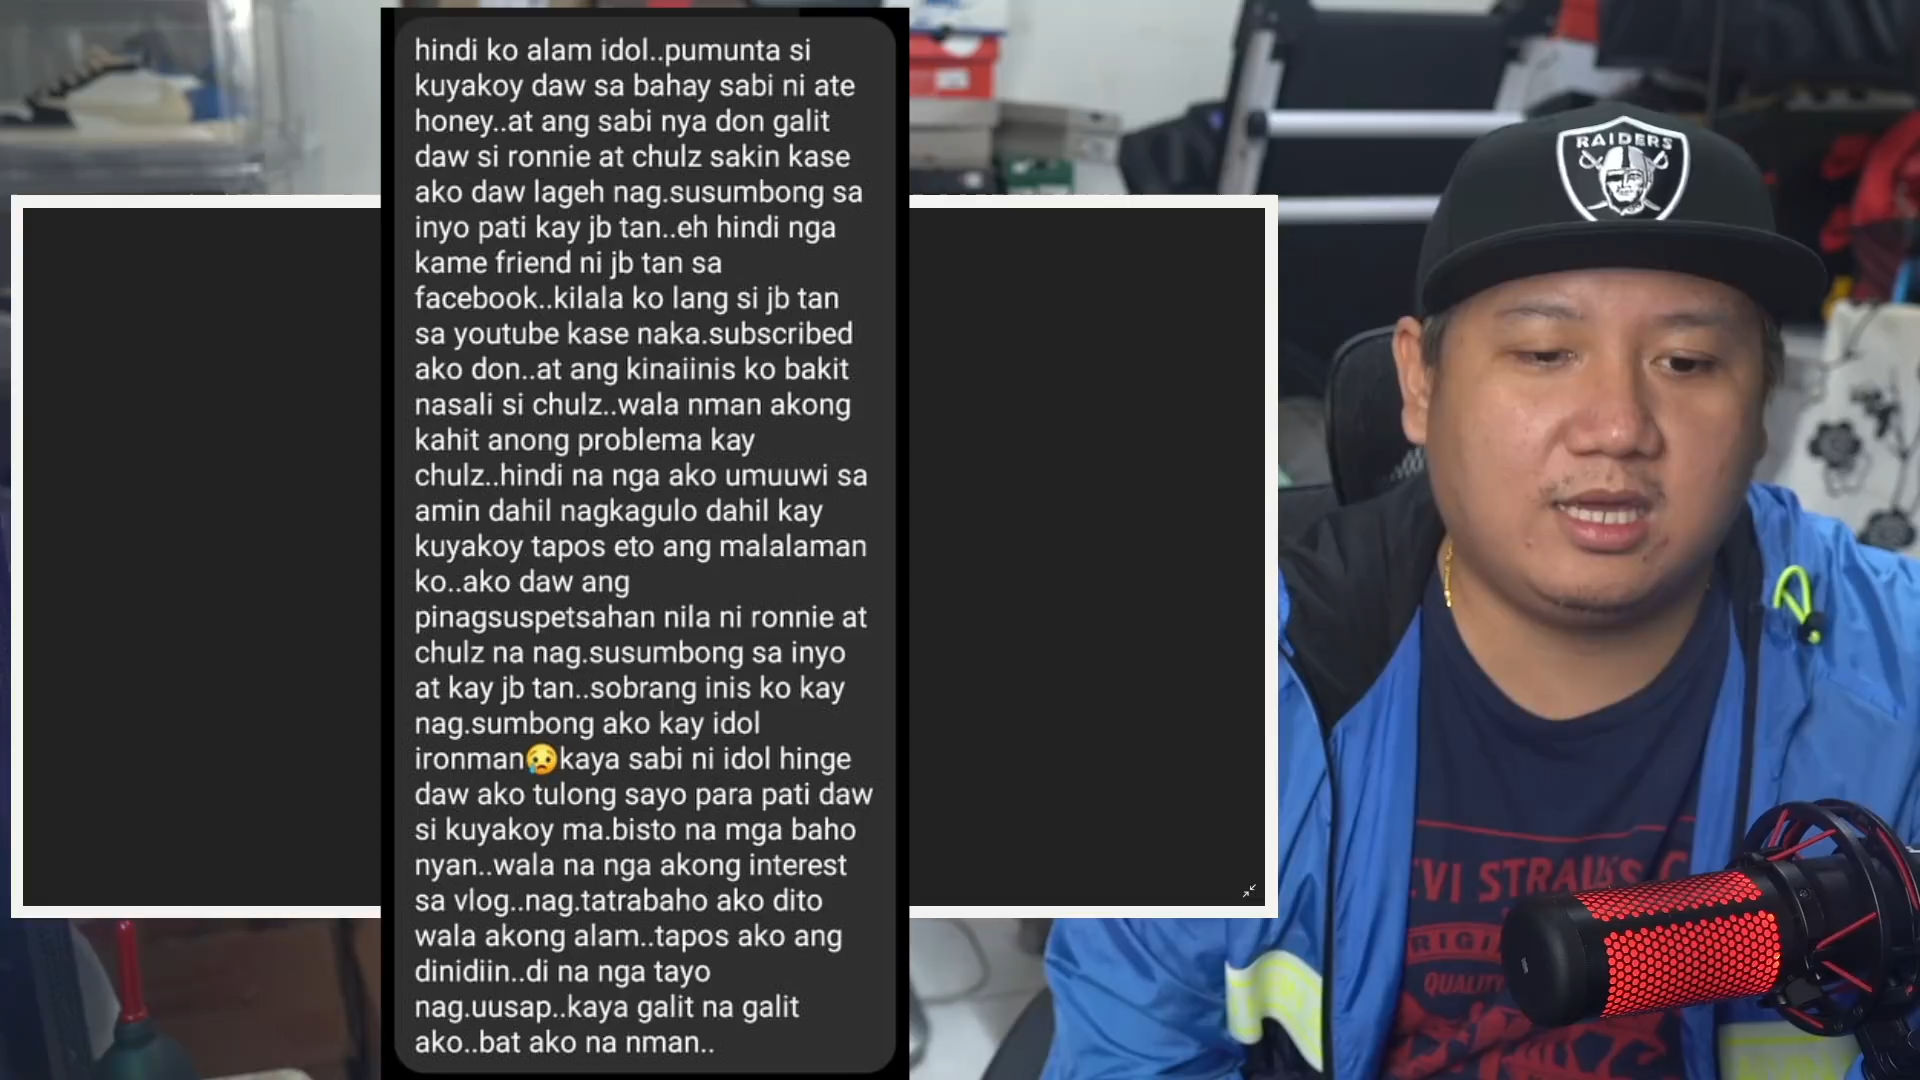 hindi ko alam idol..pumunta si
kuyakoy daw sa bahay sabi ni ate
honey..at ang sabi nya don galit
daw si ronnie at chulz sakin kase
ako daw lageh nag.susumbong sa
inyo pati kay jb tan..eh hindi nga
kame friend ni jb tan sa
facebook..kilala ko lang si jb tan
sa youtube kase naka.subscribed
ako don..at ang kinaiinis ko bakit
nasali si chulz..wala nman akong
kahit anong problema kay
chulz..hindi na nga ako umuuwi sa
amin dahil nagkagulo dahil kay
kuyakoy tapos eto ang malalaman
ko..ako daw ang
pinagsuspetsahan nila ni ronnie at
chulz na nag.susumbong sa inyo
at kay jb tan..sobrang inis ko kay
nag.sumbong ako kay idol
ironman😢kaya sabi ni idol hinge
daw ako tulong sayo para pati daw
si kuyakoy ma.bisto na mga baho
nyan..wala na nga akong interest
sa vlog..nag.tatrabaho ako dito
wala akong alam..tapos ako ang
dinidiin..di na nga tayo
nag.uusap..kaya galit na galit
ako..bat ako na nman..
RAIDERS
EVI STRAUSS
QUALITY